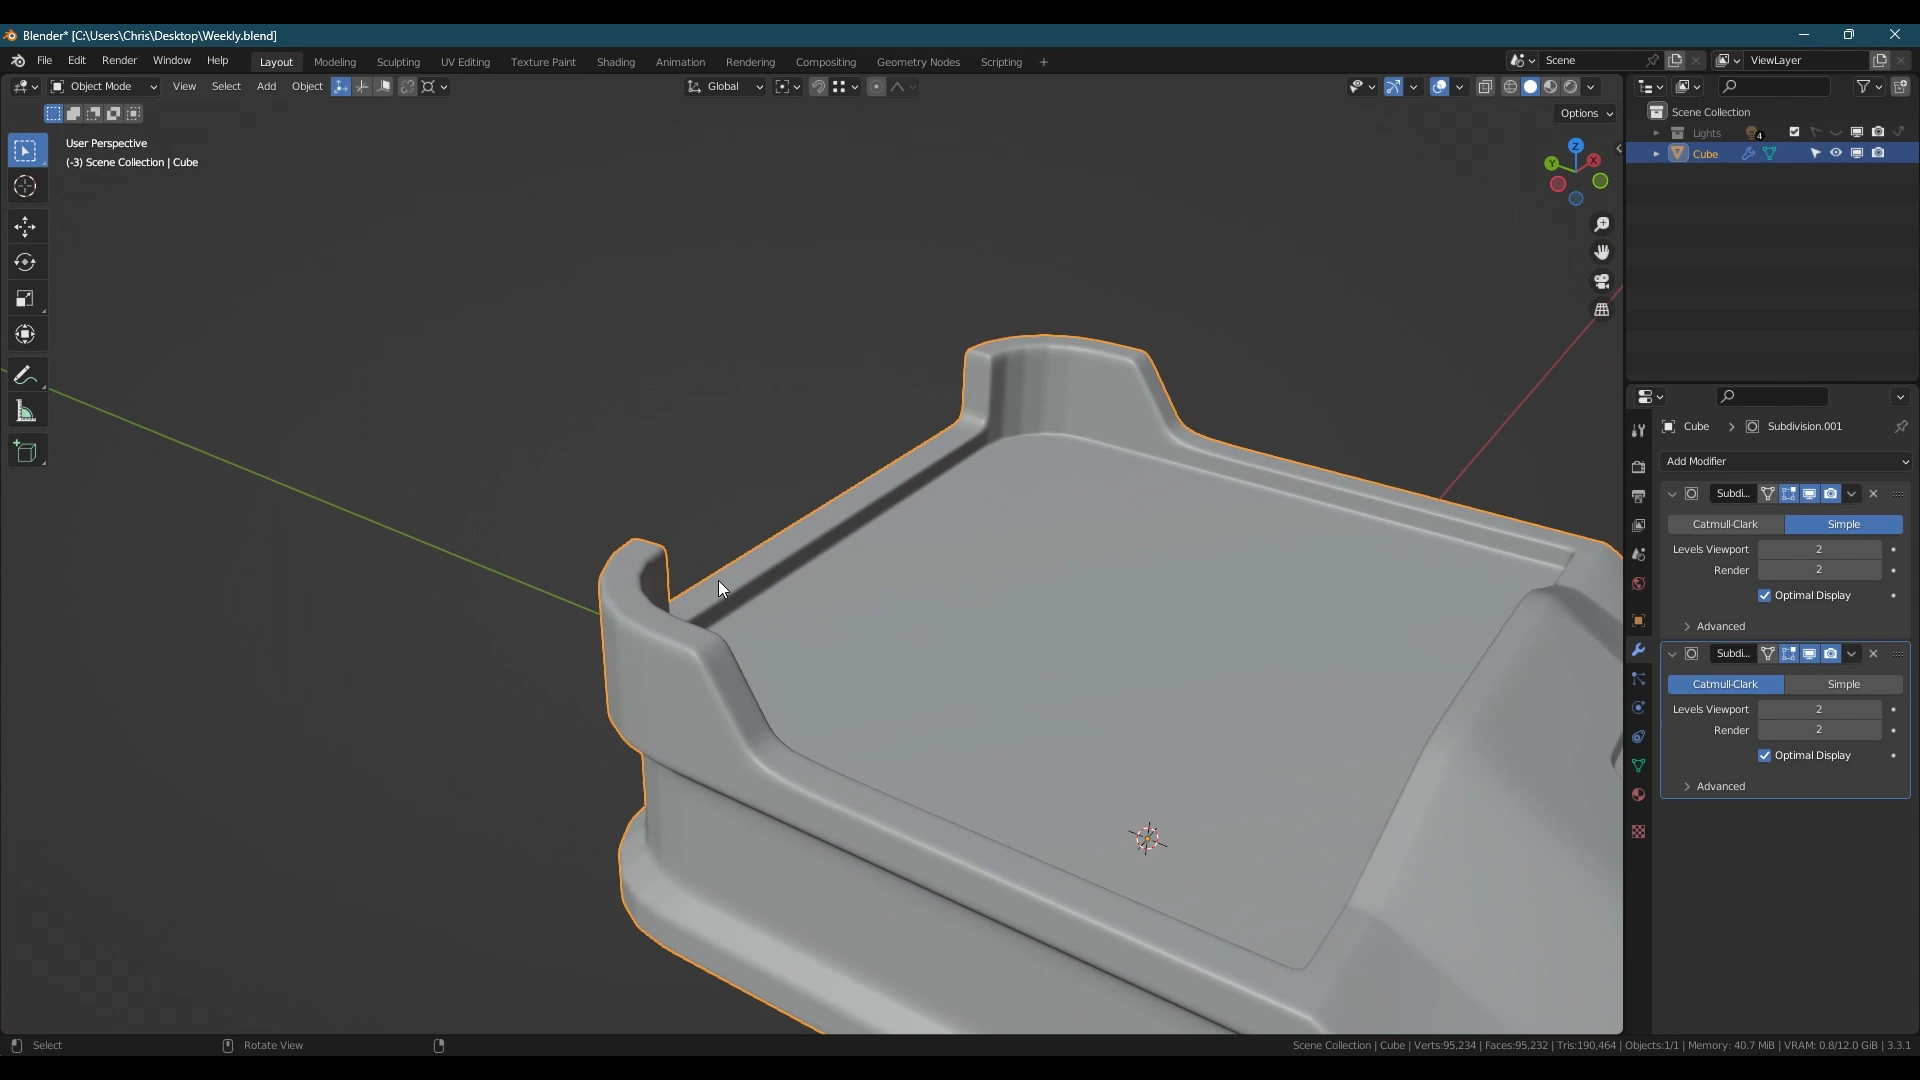 Blender* [C:\Users\Chris\Desktop\Weekly.blend]
File Edit Render Window Help Layout Modeling Sculpting UV Editing Texture Paint Shading Animation Rendering Compositing Geometry Nodes Scripting + Scene ViewLayer
Object Mode View Select Add Object Global
Options
User Perspective
(-3) Scene Collection | Cube
Z
Y
X
Scene Collection
Lights 4
Cube
Cube > Subdivision.001
Add Modifier
Subdi...
Catmull-Clark Simple
Levels Viewport 2
Render 2
Optimal Display
Advanced
Subdi...
Catmull-Clark Simple
Levels Viewport 2
Render 2
Optimal Display
Advanced
Select Rotate View Scene Collection | Cube | Verts:95,234 | Faces:95,232 | Tris:190,464 | Objects:1/1 | Memory: 40.7 MiB | VRAM: 0.8/12.0 GiB | 3.3.1